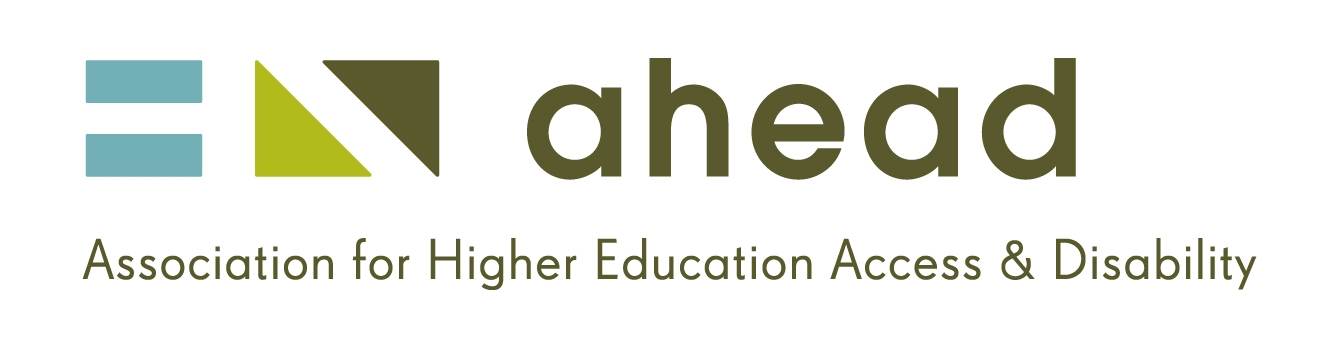 ahead
Association for Higher Education Access & Disability